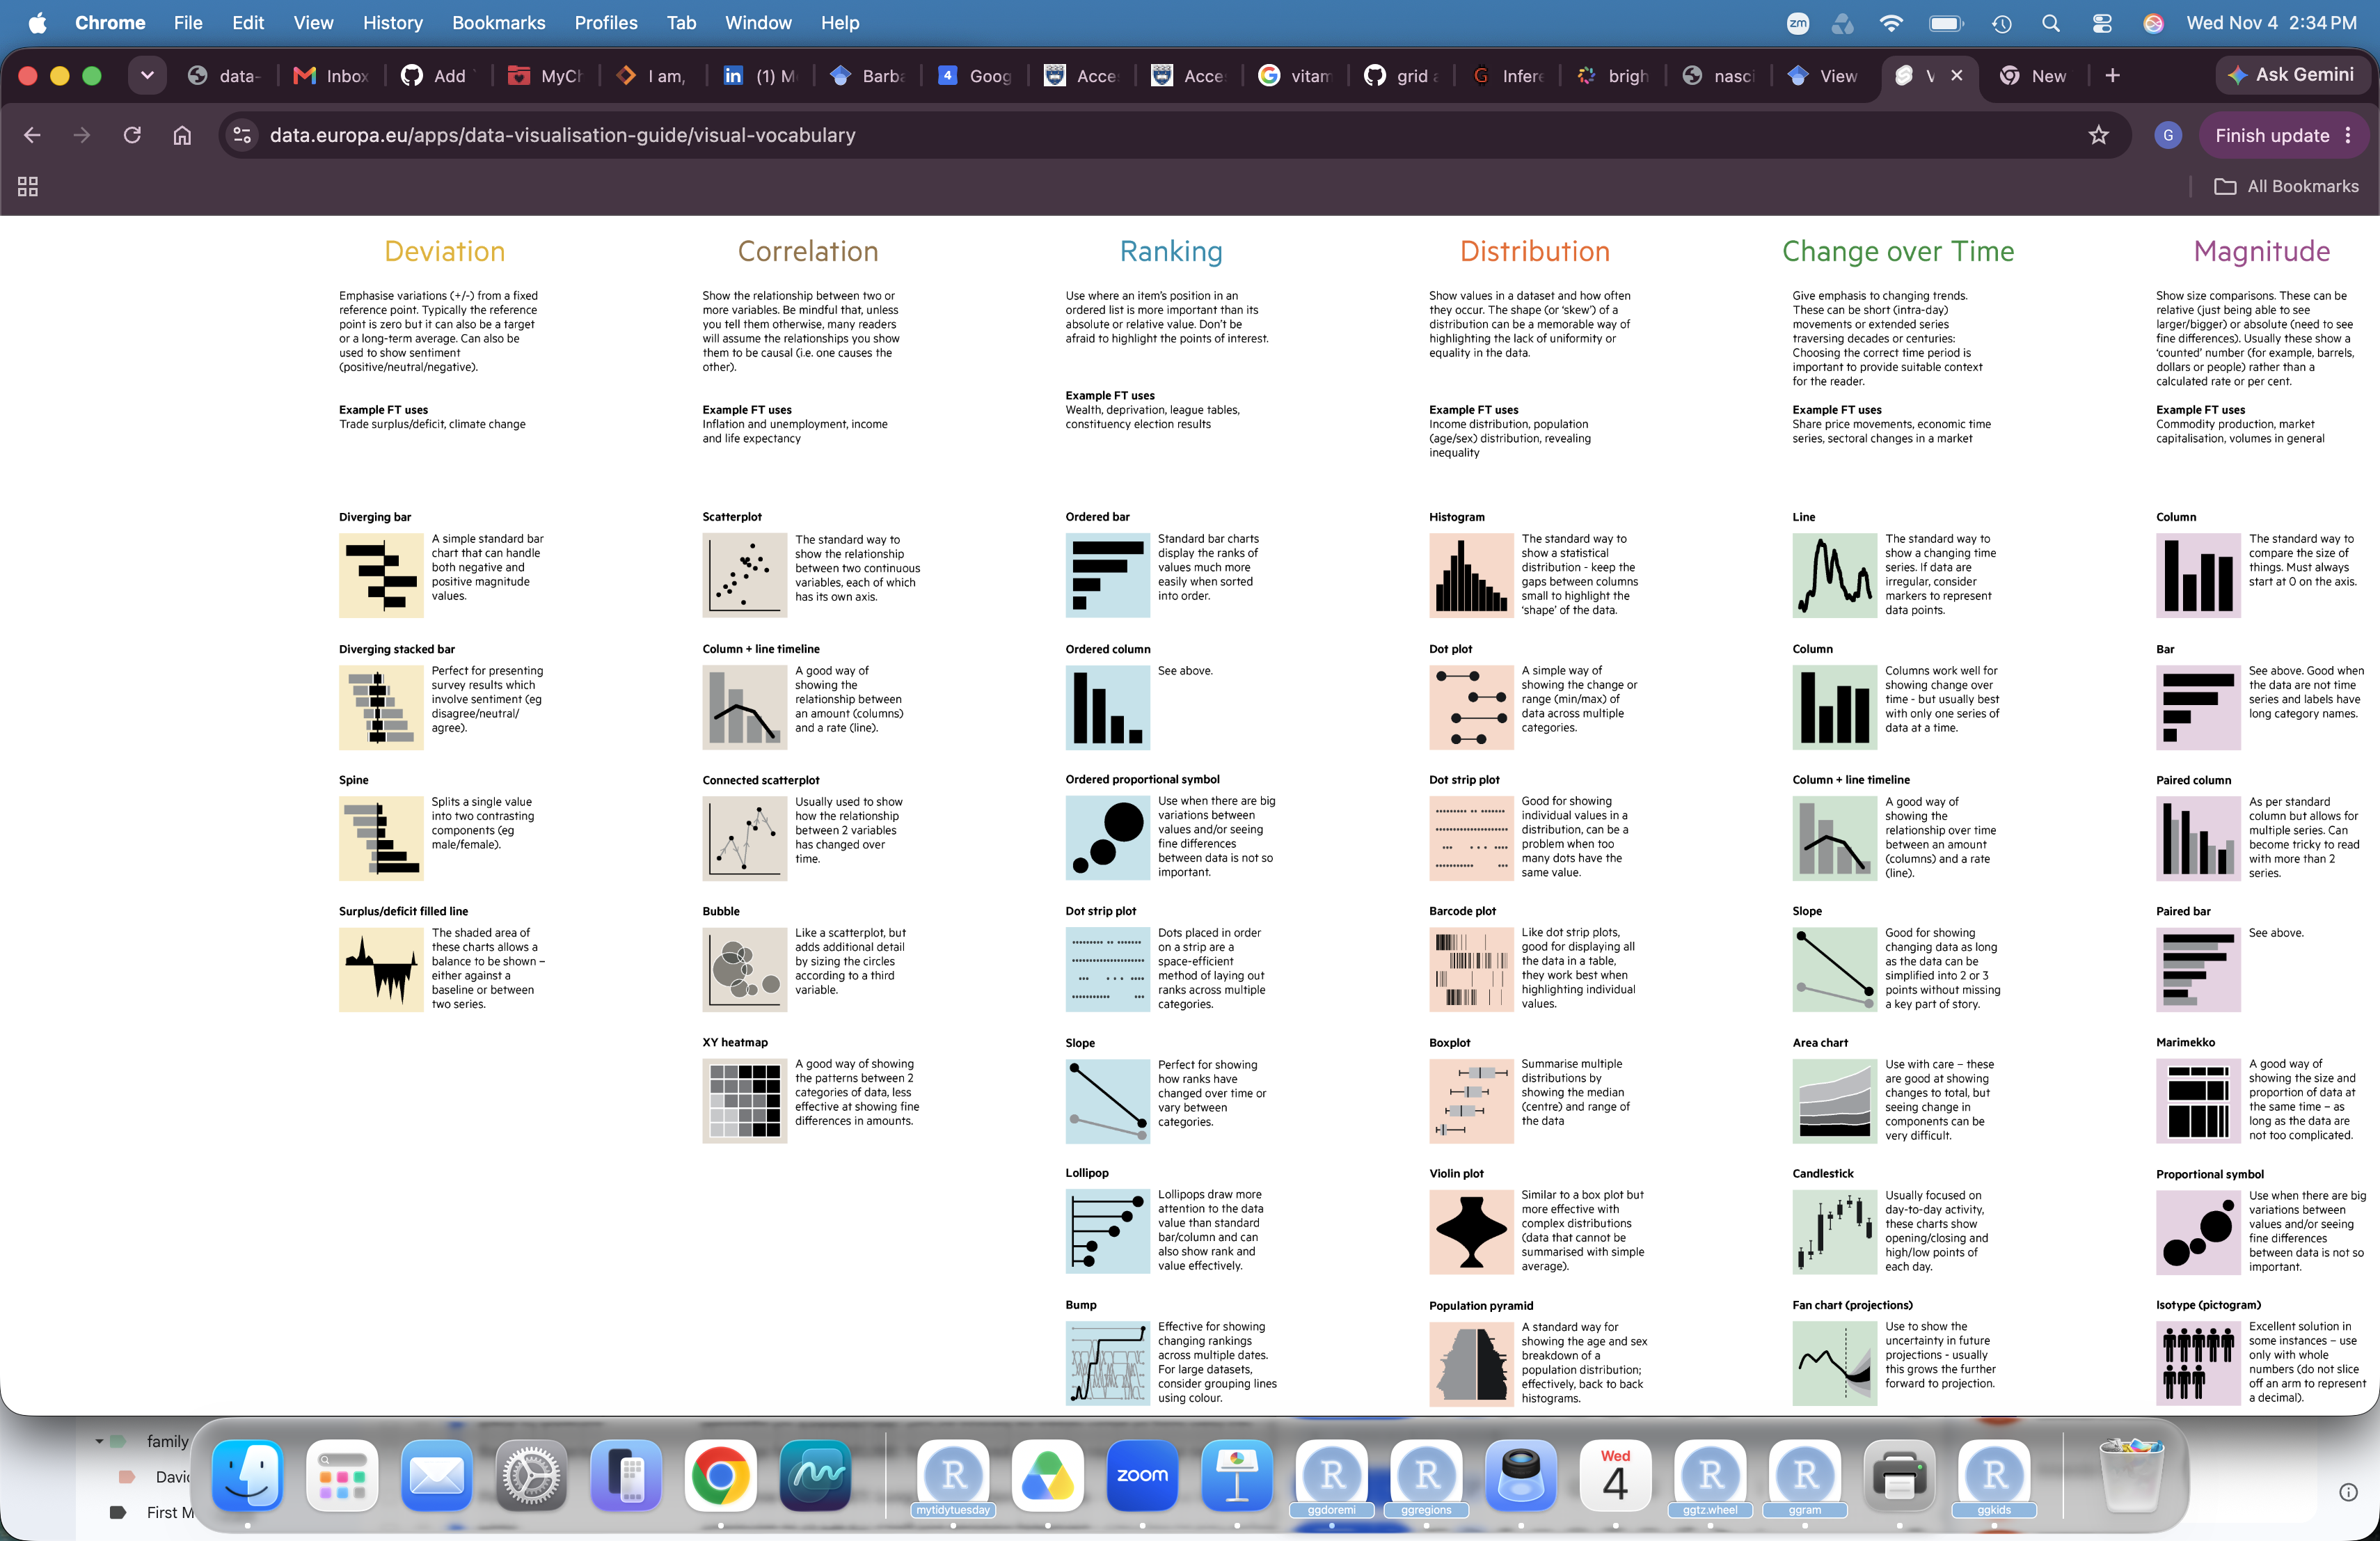 Chrome File Edit View History Bookmarks Profiles Tab Window Help
zm
Wed Nov 4 2:34 PM
data-
Inbox
Add
MyCh
I am,
(1) M
Barba
4 Goog
Acce
Acce
vitam
grid a
Infere
brigh
nasci
View
V
New
Ask Gemini
data.europa.eu/apps/data-visualisation-guide/visual-vocabulary
G
Finish update
All Bookmarks
Deviation
Emphasise variations (+/-) from a fixed
reference point. Typically the reference
point is zero but it can also be a target
or a long-term average. Can also be
used to show sentiment
(positive/neutral/negative).
Example FT uses
Trade surplus/deficit, climate change
Diverging bar
A simple standard bar
chart that can handle
both negative and
positive magnitude
values.
Diverging stacked bar
Perfect for presenting
survey results which
involve sentiment (eg
disagree/neutral/
agree).
Spine
Splits a single value
into two contrasting
components (eg
male/female).
Surplus/deficit filled line
The shaded area of
these charts allows a
balance to be shown –
either against a
baseline or between
two series.
Correlation
Show the relationship between two or
more variables. Be mindful that, unless
you tell them otherwise, many readers
will assume the relationships you show
them to be causal (i.e. one causes the
other).
Example FT uses
Inflation and unemployment, income
and life expectancy
Scatterplot
The standard way to
show the relationship
between two continuous
variables, each of which
has its own axis.
Column + line timeline
A good way of
showing the
relationship between
an amount (columns)
and a rate (line).
Connected scatterplot
Usually used to show
how the relationship
between 2 variables
has changed over
time.
Bubble
Like a scatterplot, but
adds additional detail
by sizing the circles
according to a third
variable.
XY heatmap
A good way of showing
the patterns between 2
categories of data, less
effective at showing fine
differences in amounts.
Ranking
Use where an item's position in an
ordered list is more important than its
absolute or relative value. Don't be
afraid to highlight the points of interest.
Example FT uses
Wealth, deprivation, league tables,
constituency election results
Ordered bar
Standard bar charts
display the ranks of
values much more
easily when sorted
into order.
Ordered column
See above.
Ordered proportional symbol
Use when there are big
variations between
values and/or seeing
fine differences
between data is not so
important.
Dot strip plot
Dots placed in order
on a strip are a
space-efficient
method of laying out
ranks across multiple
categories.
Slope
Perfect for showing
how ranks have
changed over time or
vary between
categories.
Lollipop
Lollipops draw more
attention to the data
value than standard
bar/column and can
also show rank and
value effectively.
Bump
Effective for showing
changing rankings
across multiple dates.
For large datasets,
consider grouping lines
using colour.
Distribution
Show values in a dataset and how often
they occur. The shape (or 'skew') of a
distribution can be a memorable way of
highlighting the lack of uniformity or
equality in the data.
Example FT uses
Income distribution, population
(age/sex) distribution, revealing
inequality
Histogram
The standard way to
show a statistical
distribution - keep the
gaps between columns
small to highlight the
'shape' of the data.
Dot plot
A simple way of
showing the change or
range (min/max) of
data across multiple
categories.
Dot strip plot
Good for showing
individual values in a
distribution, can be a
problem when too
many dots have the
same value.
Barcode plot
Like dot strip plots,
good for displaying all
the data in a table,
they work best when
highlighting individual
values.
Boxplot
Summarise multiple
distributions by
showing the median
(centre) and range of
the data
Violin plot
Similar to a box plot but
more effective with
complex distributions
(data that cannot be
summarised with simple
average).
Population pyramid
A standard way for
showing the age and sex
breakdown of a
population distribution;
effectively, back to back
histograms.
Change over Time
Give emphasis to changing trends.
These can be short (intra-day)
movements or extended series
traversing decades or centuries:
Choosing the correct time period is
important to provide suitable context
for the reader.
Example FT uses
Share price movements, economic time
series, sectoral changes in a market
Line
The standard way to
show a changing time
series. If data are
irregular, consider
markers to represent
data points.
Column
Columns work well for
showing change over
time - but usually best
with only one series of
data at a time.
Column + line timeline
A good way of
showing the
relationship over time
between an amount
(columns) and a rate
(line).
Slope
Good for showing
changing data as long
as the data can be
simplified into 2 or 3
points without missing
a key part of story.
Area chart
Use with care – these
are good at showing
changes to total, but
seeing change in
components can be
very difficult.
Candlestick
Usually focused on
day-to-day activity,
these charts show
opening/closing and
high/low points of
each day.
Fan chart (projections)
Use to show the
uncertainty in future
projections - usually
this grows the further
forward to projection.
Magnitude
Show size comparisons. These can be
relative (just being able to see
larger/bigger) or absolute (need to see
fine differences). Usually these show a
'counted' number (for example, barrels,
dollars or people) rather than a
calculated rate or per cent.
Example FT uses
Commodity production, market
capitalisation, volumes in general
Column
The standard way to
compare the size of
things. Must always
start at 0 on the axis.
Bar
See above. Good when
the data are not time
series and labels have
long category names.
Paired column
As per standard
column but allows for
multiple series. Can
become tricky to read
with more than 2
series.
Paired bar
See above.
Marimekko
A good way of
showing the size and
proportion of data at
the same time – as
long as the data are
not too complicated.
Proportional symbol
Use when there are big
variations between
values and/or seeing
fine differences
between data is not so
important.
Isotype (pictogram)
Excellent solution in
some instances – use
only with whole
numbers (do not slice
off an arm to represent
a decimal).
family
Davic
First M
R mytidytuesday
zoom
R ggdoremi
R ggregions
Wed
4
R ggtz.wheel
R ggram
R ggkids